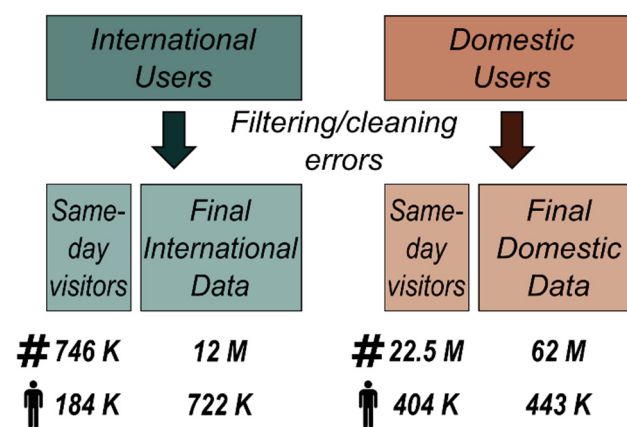 International
Users
Domestic
Users
Filtering/cleaning
errors
Same-
day
visitors
Final
International
Data
Same-
day
visitors
Final
Domestic
Data
# 746 K
12 M
# 22.5 M
62 M
184 K
722 K
404 K
443 K